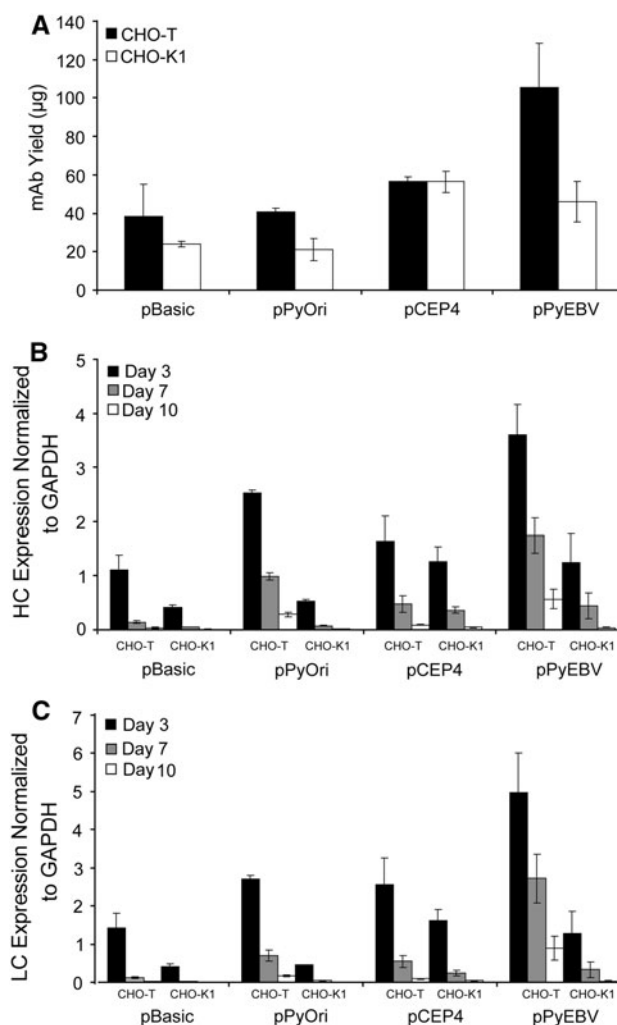 A
CHO-T
CHO-K1
mAb Yield (µg)
140
120
100
80
60
40
20
0
pBasic
pPyOri
pCEP4
pPyEBV
B
Day 3
Day 7
Day 10
HC Expression Normalized
to GAPDH
5
4
3
2
1
0
CHO-T CHO-K1 CHO-T CHO-K1 CHO-T CHO-K1 CHO-T CHO-K1
pBasic pPyOri pCEP4 pPyEBV
C
Day 3
Day 7
Day 10
LC Expression Normalized
to GAPDH
7
6
5
4
3
2
1
0
CHO-T CHO-K1 CHO-T CHO-K1 CHO-T CHO-K1 CHO-T CHO-K1
pBasic pPyOri pCEP4 pPyEBV